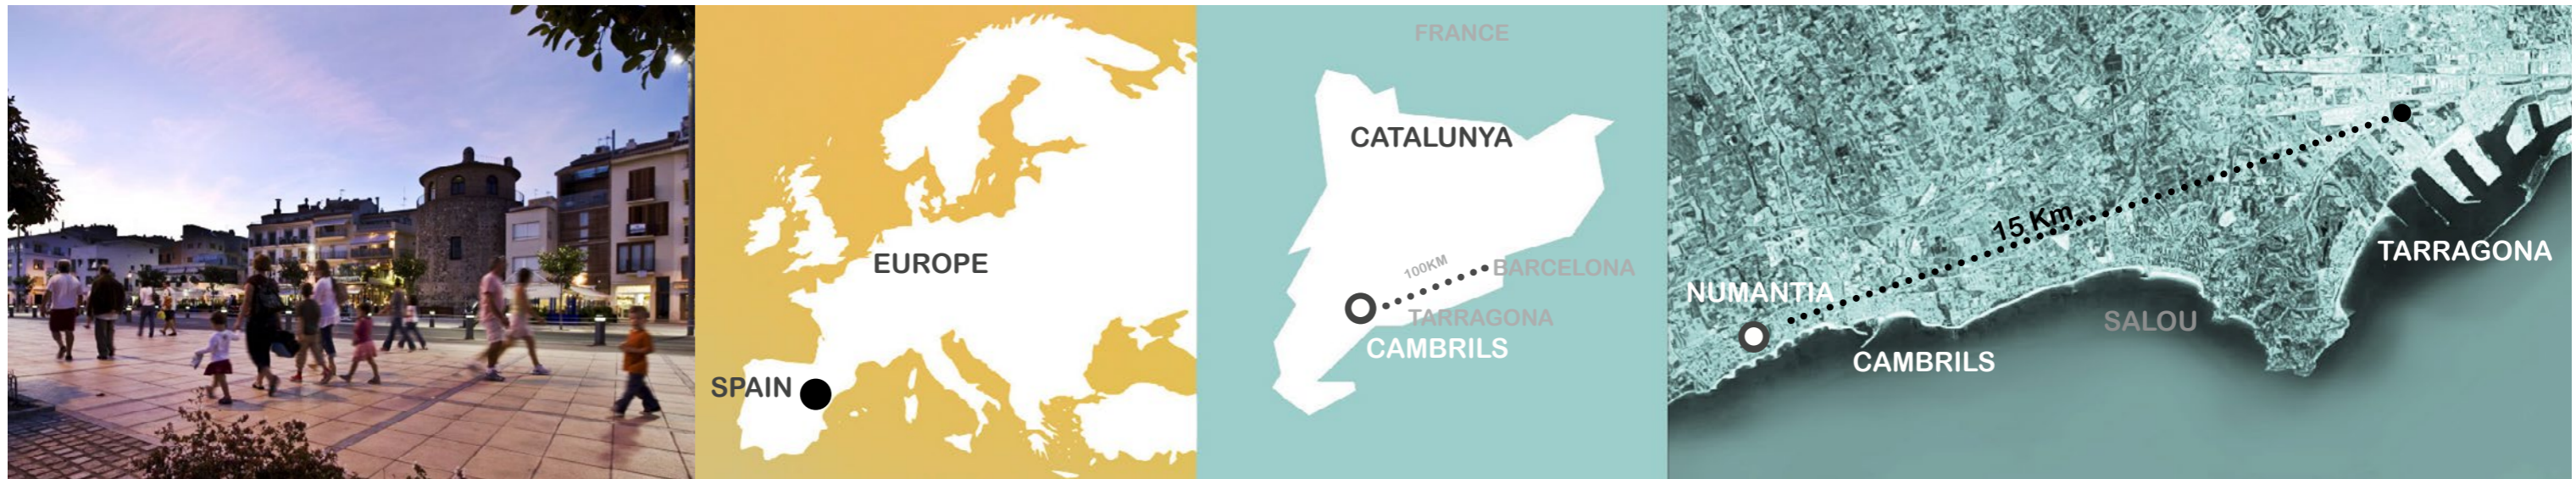 EUROPE
SPAIN
FRANCE
CATALUNYA
100KM
BARCELONA
TARRAGONA
CAMBRILS
15 Km
TARRAGONA
NUMANTIA
SALOU
CAMBRILS